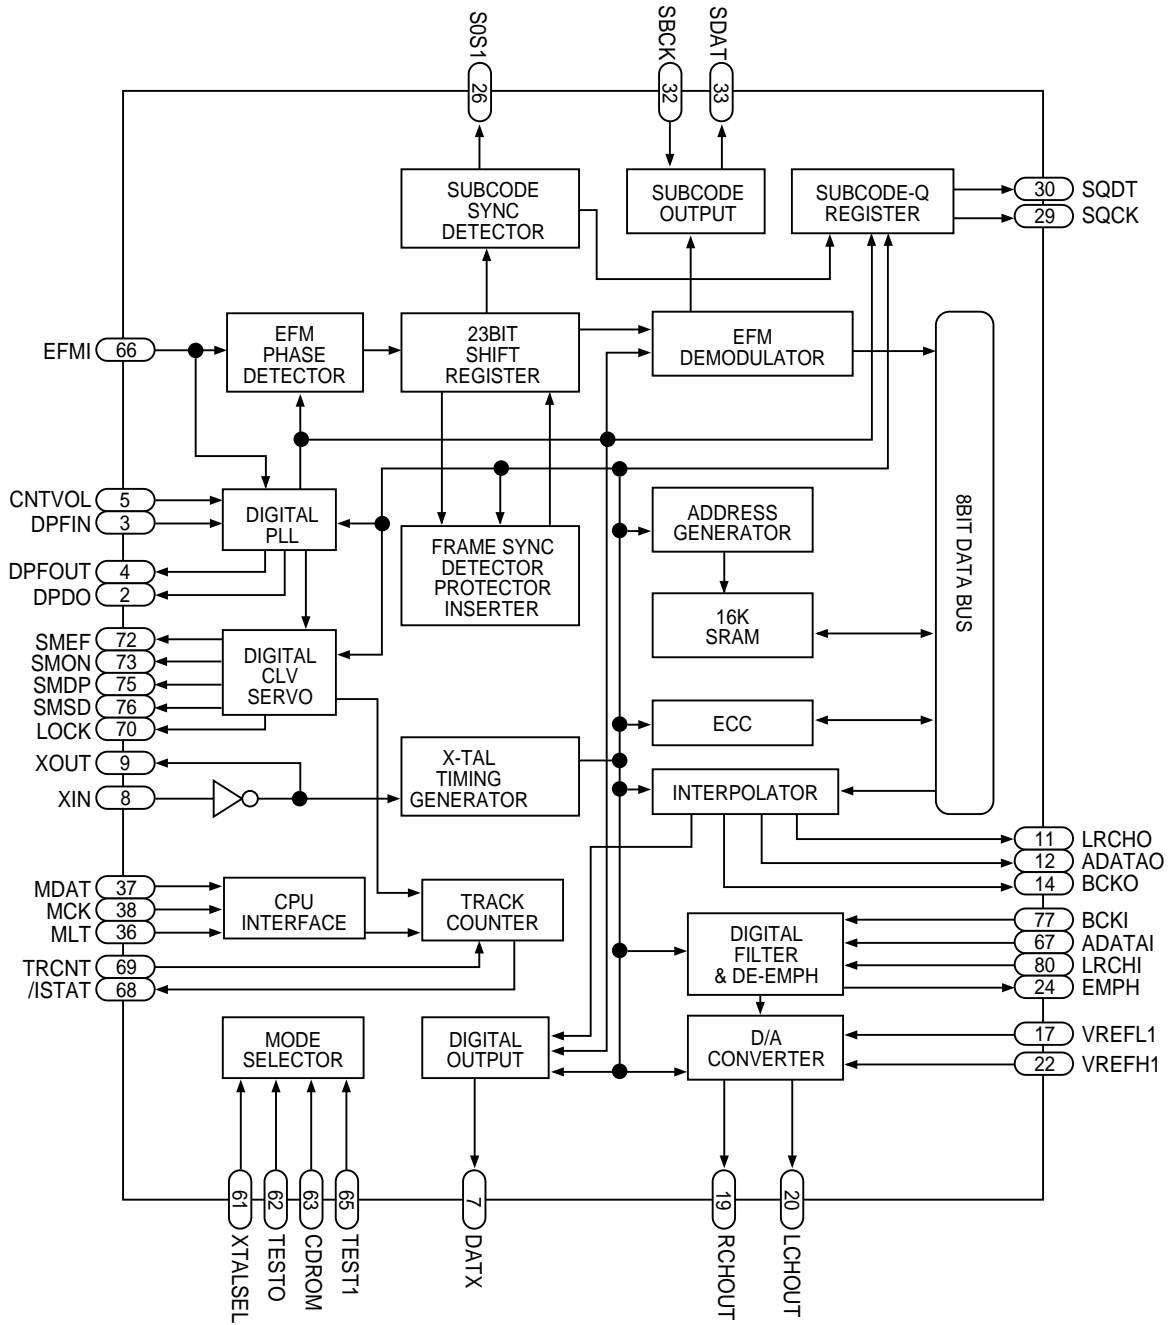 S0S1
SBCK
SDAT
26
32
33
SUBCODE
SYNC
DETECTOR
SUBCODE
OUTPUT
SUBCODE-Q
REGISTER
30 SQDT
29 SQCK
EFMI 66
EFM
PHASE
DETECTOR
23BIT
SHIFT
REGISTER
EFM
DEMODULATOR
8BIT DATA BUS
CNTVOL 5
DPFIN 3
DIGITAL
PLL
DPFOUT 4
DPDO 2
FRAME SYNC
DETECTOR
PROTECTOR
INSERTER
ADDRESS
GENERATOR
16K
SRAM
SMEF 72
SMON 73
SMDP 75
SMSD 76
LOCK 70
DIGITAL
CLV
SERVO
ECC
XOUT 9
XIN 8
X-TAL
TIMING
GENERATOR
INTERPOLATOR
11 LRCHO
12 ADATAO
14 BCKO
MDAT 37
MCK 38
MLT 36
CPU
INTERFACE
TRACK
COUNTER
TRCNT 69
/ISTAT 68
DIGITAL
FILTER
& DE-EMPH
77 BCKI
67 ADATAI
80 LRCHI
24 EMPH
MODE
SELECTOR
DIGITAL
OUTPUT
D/A
CONVERTER
17 VREFL1
22 VREFH1
61
62
63
65
7
19
20
XTALSEL
TESTO
CDROM
TEST1
DATX
RCHOUT
LCHOUT